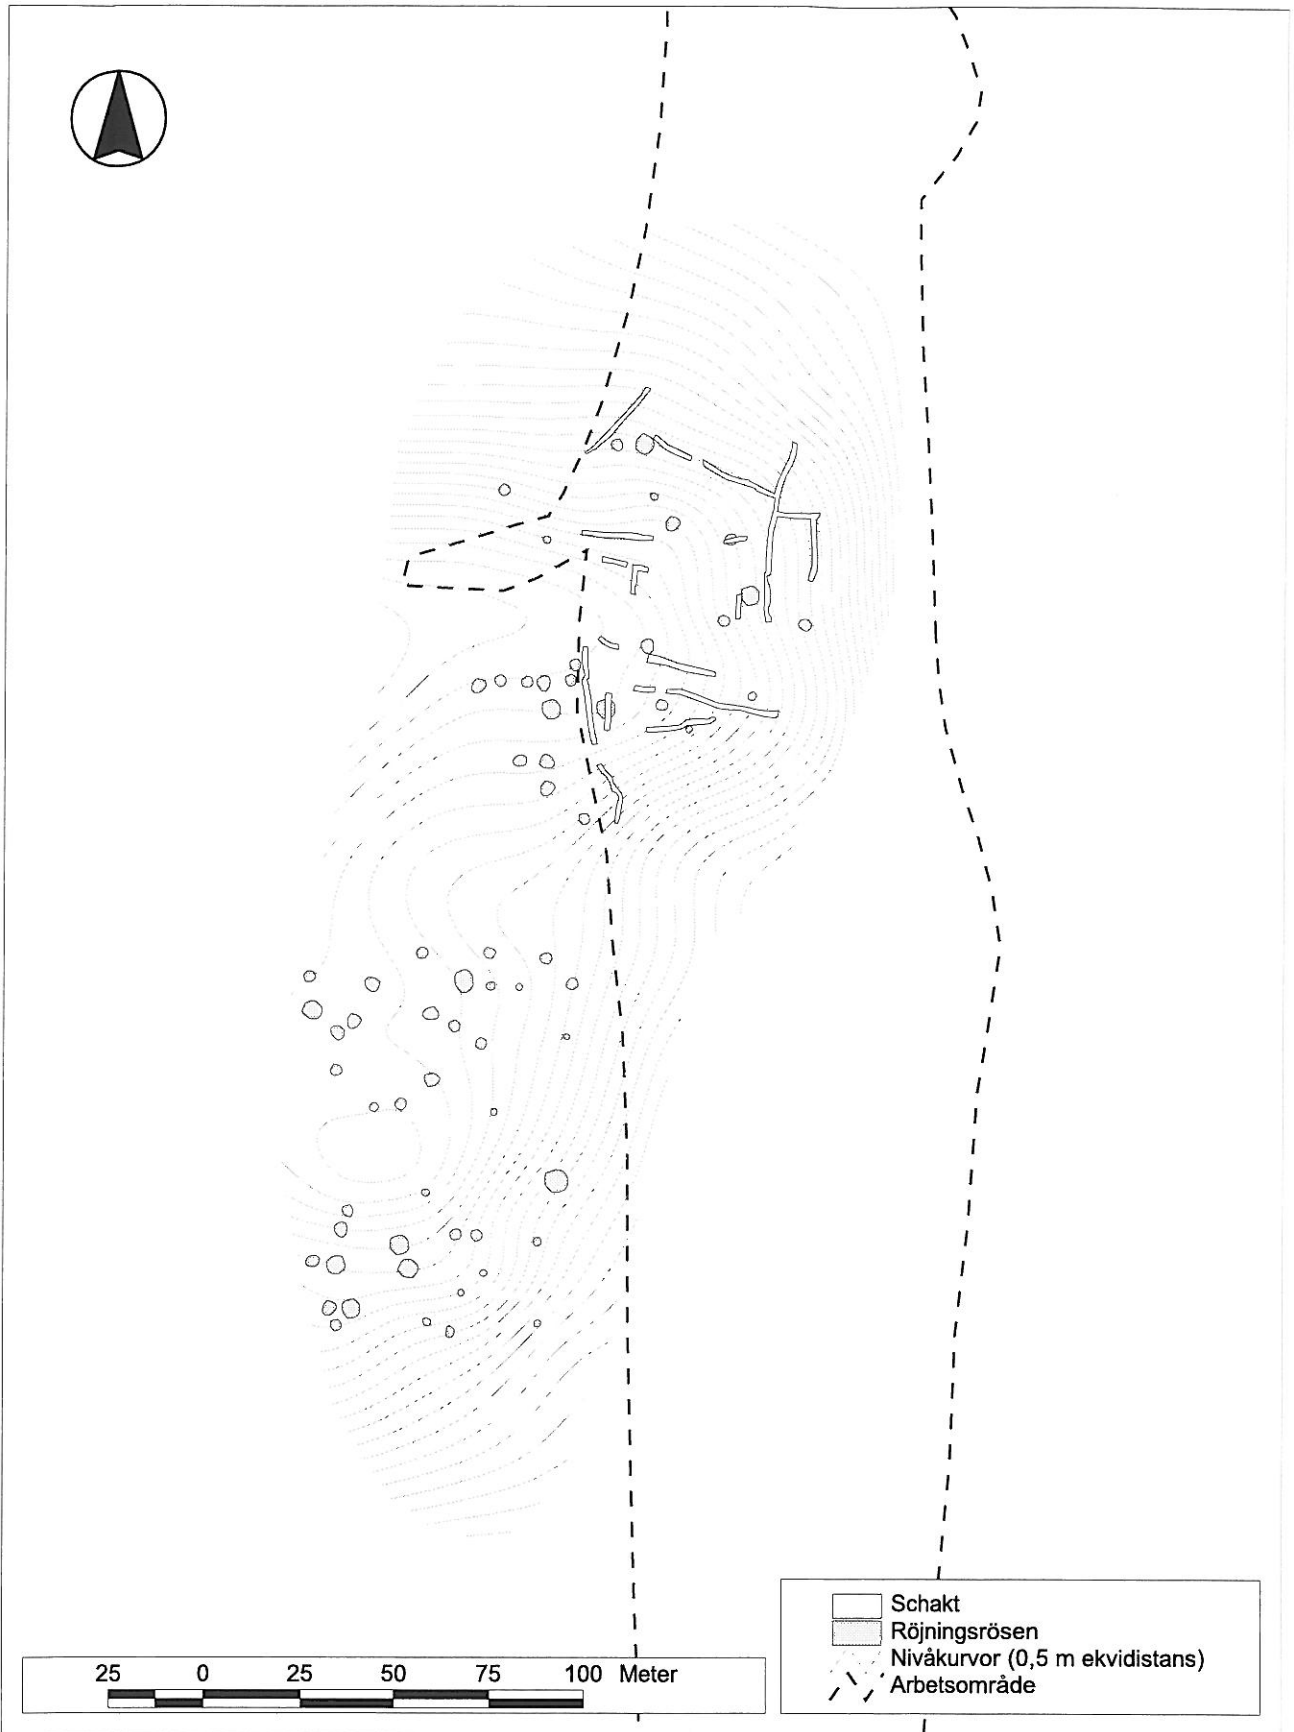 25 0 25 50 75 100 Meter
Schakt
Röjningsrösen
Nivåkurvor (0,5 m ekvidistans)
Arbetsområde